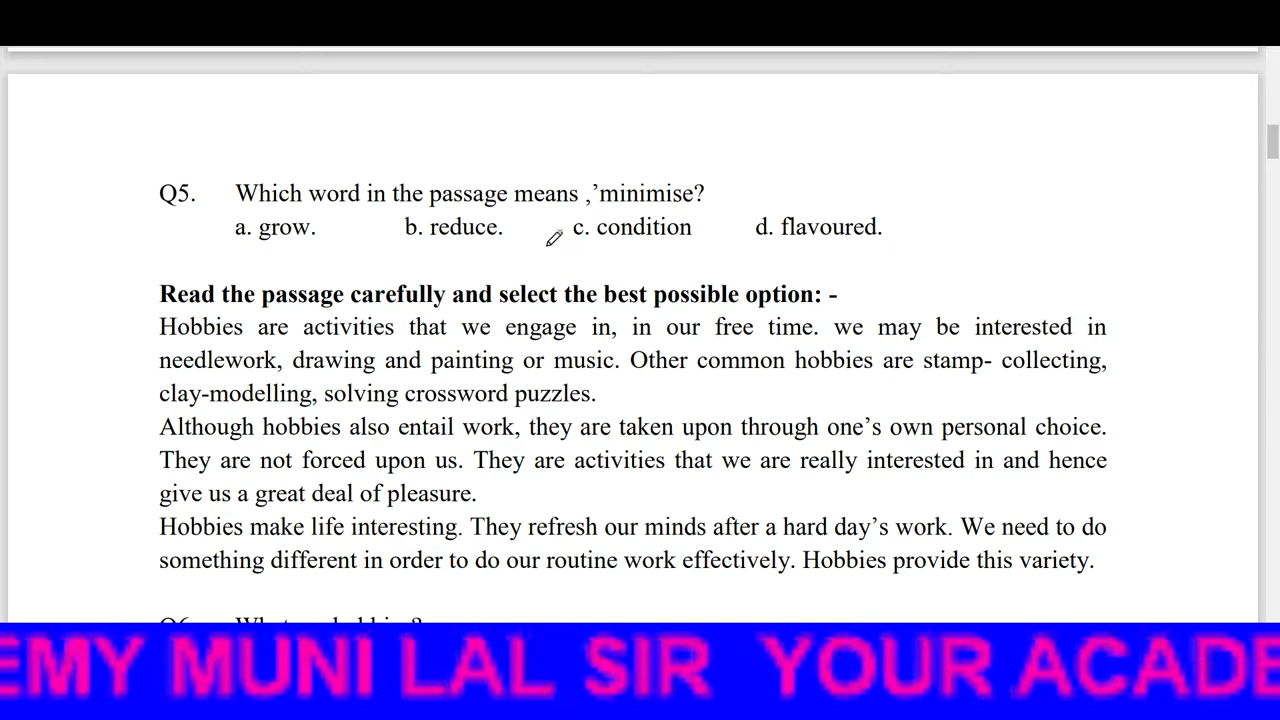 Q5. Which word in the passage means ,’minimise?
a. grow. b. reduce. c. condition d. flavoured.
Read the passage carefully and select the best possible option: -
Hobbies are activities that we engage in, in our free time. we may be interested in
needlework, drawing and painting or music. Other common hobbies are stamp- collecting,
clay-modelling, solving crossword puzzles.
Although hobbies also entail work, they are taken upon through one’s own personal choice.
They are not forced upon us. They are activities that we are really interested in and hence
give us a great deal of pleasure.
Hobbies make life interesting. They refresh our minds after a hard day’s work. We need to do
something different in order to do our routine work effectively. Hobbies provide this variety.
EMY MUNI LAL SIR YOUR ACADE